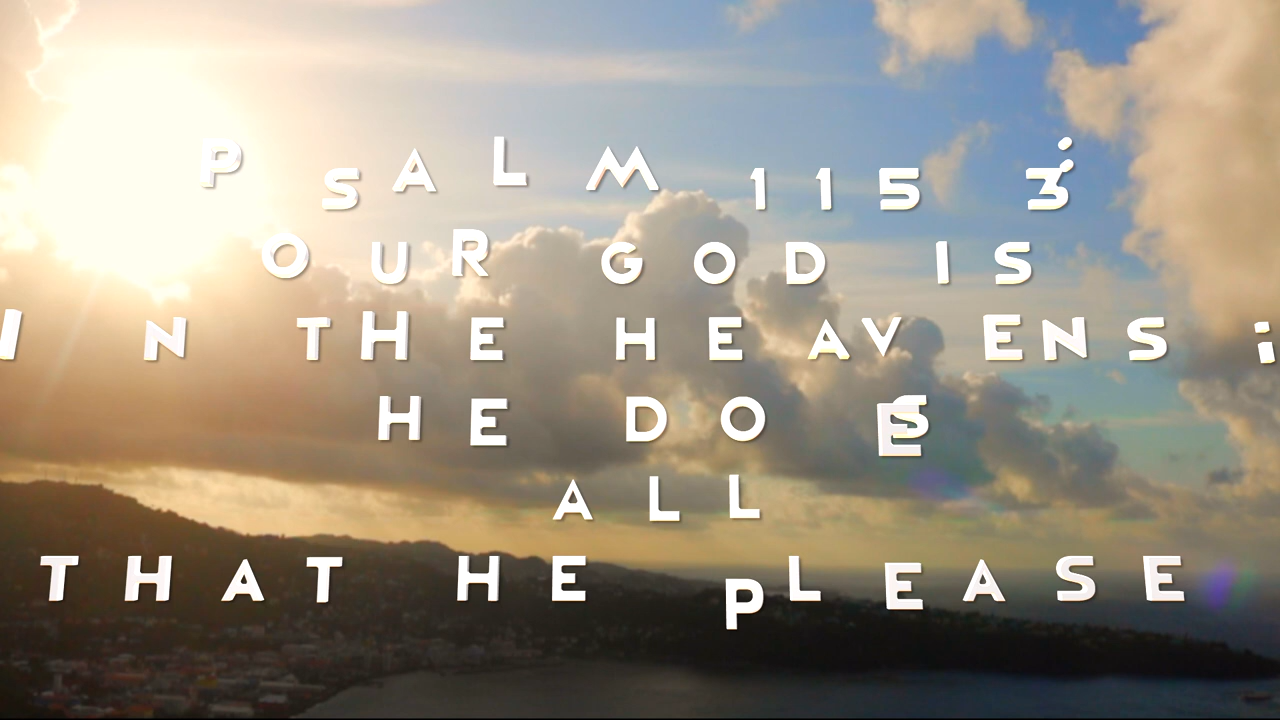 PSALM 115 3:
OUR GOD IS
IN THE HEAVENS;
HE DOES
ALL
THAT HE PLEASE